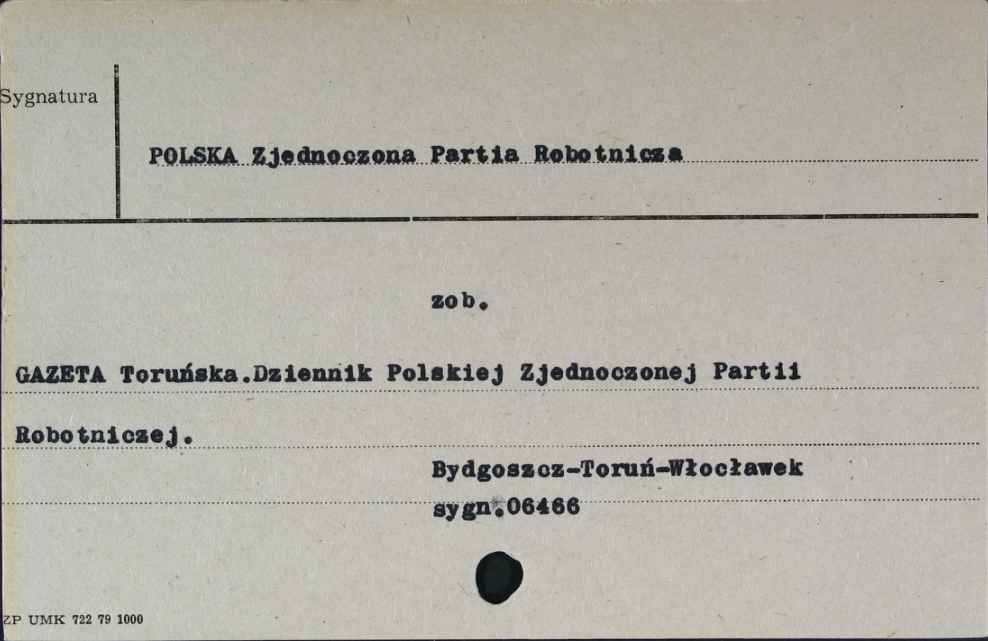 Sygnatura
POLSKA Zjednoczona Partia Robotnicza
zob.
GAZETA Toruńska.Dziennik Polskiej Zjednoczonej Partii
Robotniczej.
Bydgoszcz-Toruń-Włocławek
sygn.06466
ZP UMK 722 79 1000